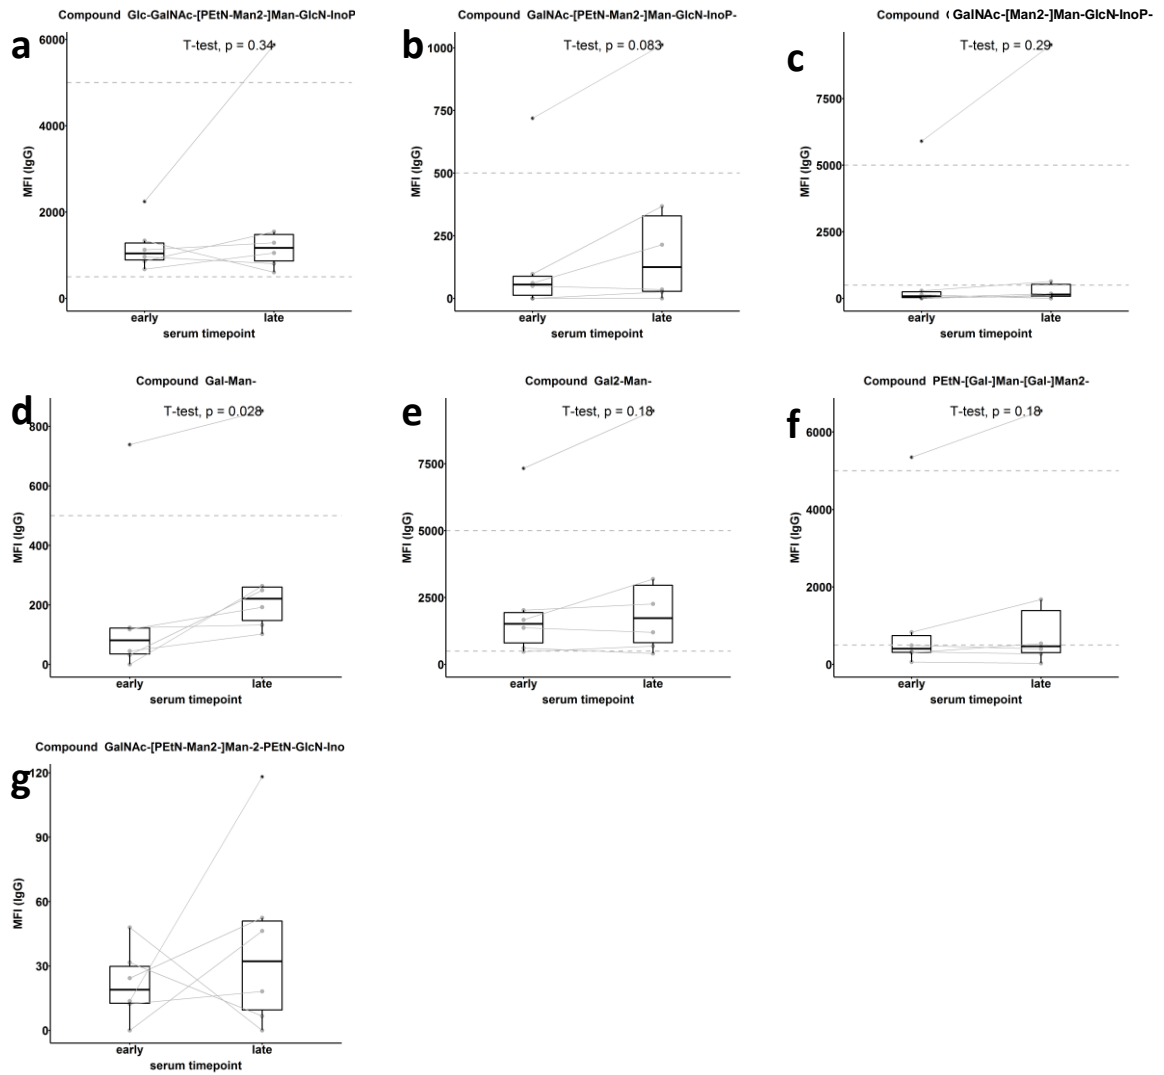 Compound Glc-GalNAc-[PEtN-Man2-]Man-GlcN-InoP
a
6000
T-test, p = 0.34
4000
2000
0
MFI (IgG)
early late
serum timepoint
Compound GalNAc-[PEtN-Man2-]Man-GlcN-InoP-
b
1000
T-test, p = 0.083
750
500
250
0
MFI (IgG)
early late
serum timepoint
Compound ( GalNAc-[Man2-]Man-GlcN-InoP-
c
T-test, p = 0.29
7500
5000
2500
0
MFI (IgG)
early late
serum timepoint
Compound Gal-Man-
d
T-test, p = 0.028
800
600
400
200
0
MFI (IgG)
early late
serum timepoint
Compound Gal2-Man-
e
T-test, p = 0.18
7500
5000
2500
0
MFI (IgG)
early late
serum timepoint
Compound PEtN-[Gal-]Man-[Gal-]Man2-
f
T-test, p = 0.18
6000
4000
2000
0
MFI (IgG)
early late
serum timepoint
Compound GalNAc-[PEtN-Man2-]Man-2-PEtN-GlcN-Ino
g
120
90
60
30
0
MFI (IgG)
early late
serum timepoint